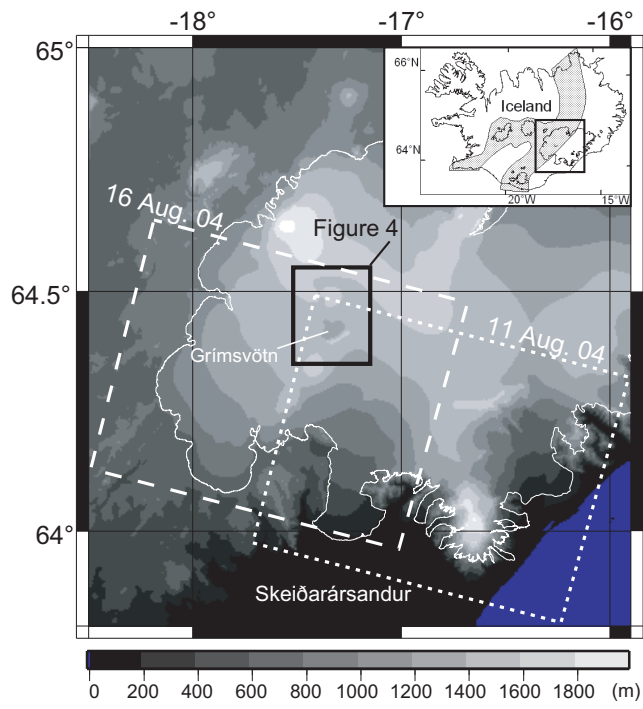 -18° -17° -16°
65°
66°N
Iceland
64°N
20°W 15°W
16 Aug. 04
Figure 4
64.5°
11 Aug. 04
Grímsvötn
64°
Skeiðarársandur
0 200 400 600 800 1000 1200 1400 1600 1800 (m)